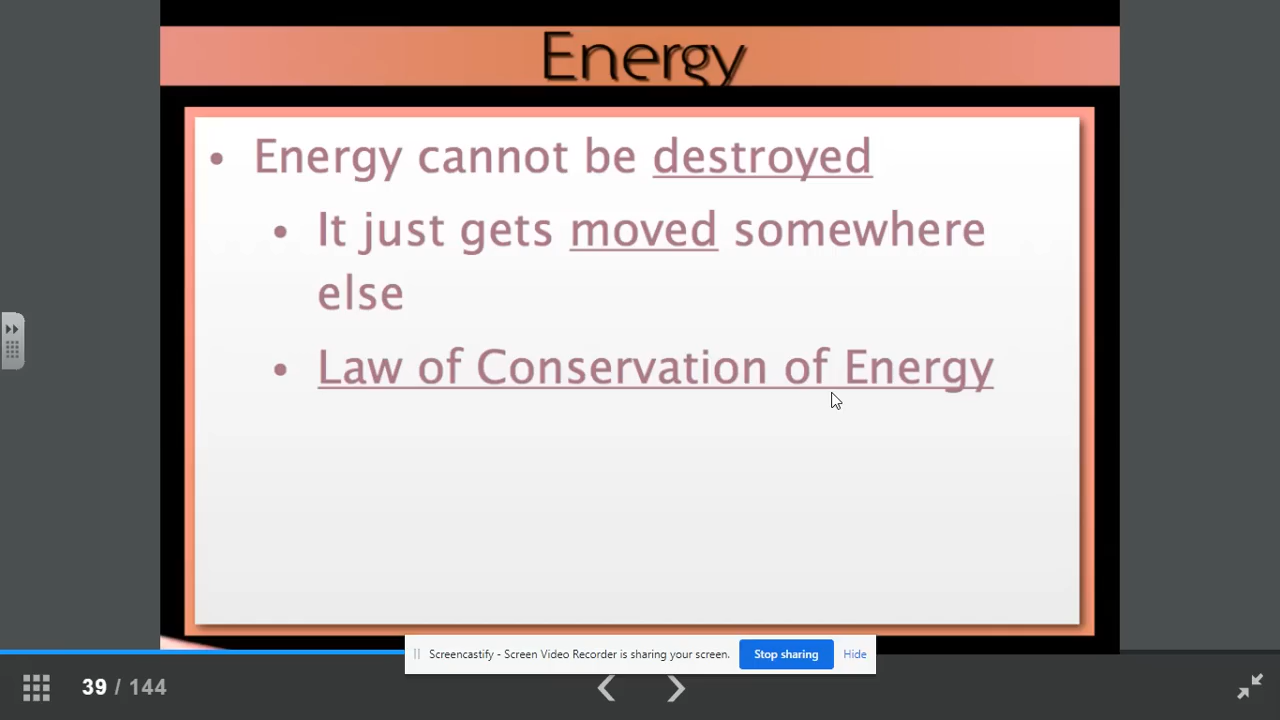 Energy
• Energy cannot be destroyed
• It just gets moved somewhere
else
• Law of Conservation of Energy
Screencastify - Screen Video Recorder is sharing your screen. Stop sharing Hide
39 / 144